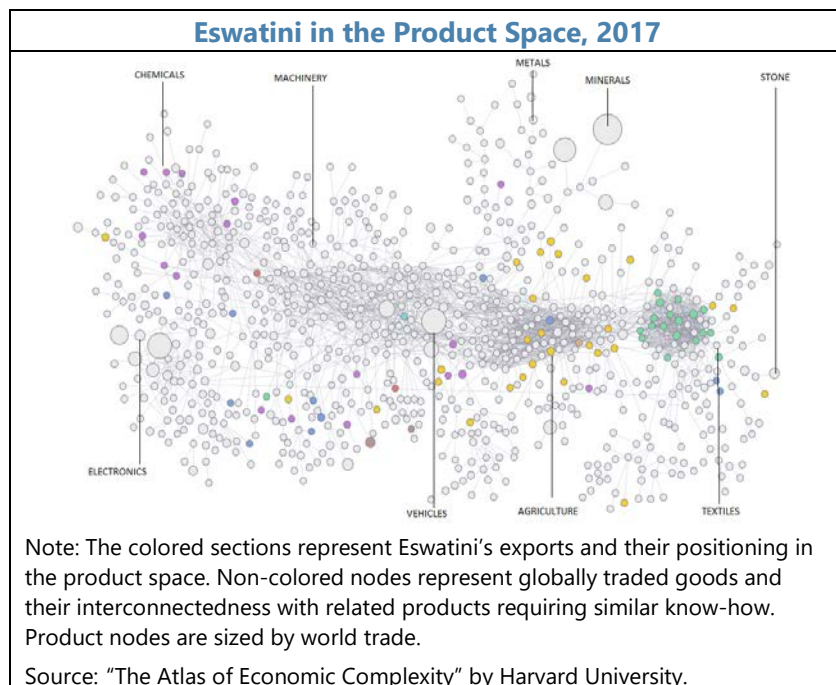 Eswatini in the Product Space, 2017
CHEMICALS
MACHINERY
METALS
MINERALS
STONE
ELECTRONICS
VEHICLES
AGRICULTURE
TEXTILES
Note: The colored sections represent Eswatini's exports and their positioning in
the product space. Non-colored nodes represent globally traded goods and
their interconnectedness with related products requiring similar know-how.
Product nodes are sized by world trade.
Source: "The Atlas of Economic Complexity" by Harvard University.